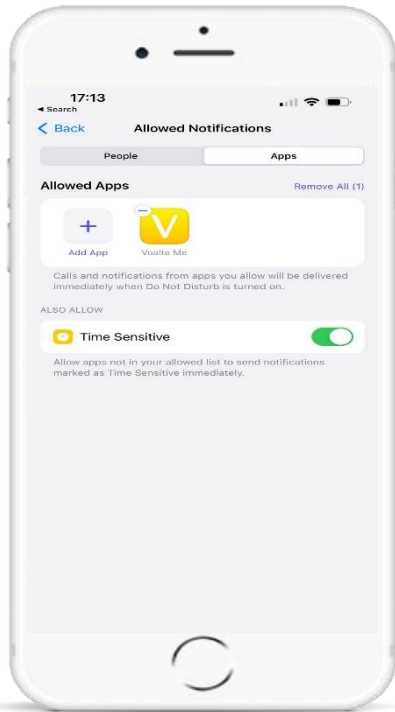 17:13
◀ Search
Back Allowed Notifications
People Apps
Allowed Apps Remove All (1)
V
Add App Voalte Me
Calls and notifications from apps you allow will be delivered
immediately when Do Not Disturb is turned on.
ALSO ALLOW
Time Sensitive
Allow apps not in your allowed list to send notifications
marked as Time Sensitive immediately.